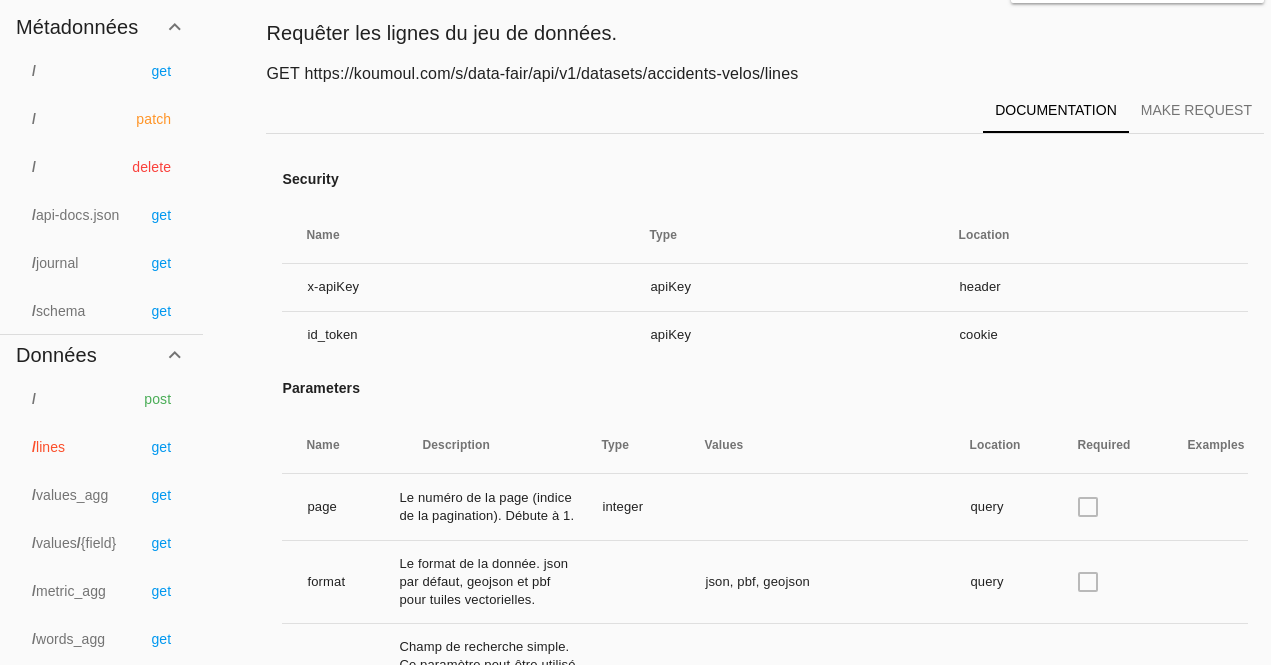 Métadonnées
/ get
/ patch
/ delete
/api-docs.json get
/journal get
/schema get
Données
/ post
/lines get
/values_agg get
/values/{field} get
/metric_agg get
/words_agg get
Requêter les lignes du jeu de données.
GET https://koumoul.com/s/data-fair/api/v1/datasets/accidents-velos/lines
DOCUMENTATION MAKE REQUEST
Security
Name Type Location
x-apiKey apiKey header
id_token apiKey cookie
Parameters
Name Description Type Values Location Required Examples
page Le numéro de la page (indice
de la pagination). Débute à 1. integer query
format Le format de la donnée. json
par défaut, geojson et pbf
pour tuiles vectorielles. json, pbf, geojson query
Champ de recherche simple.
Ce paramètre peut-être utilisé